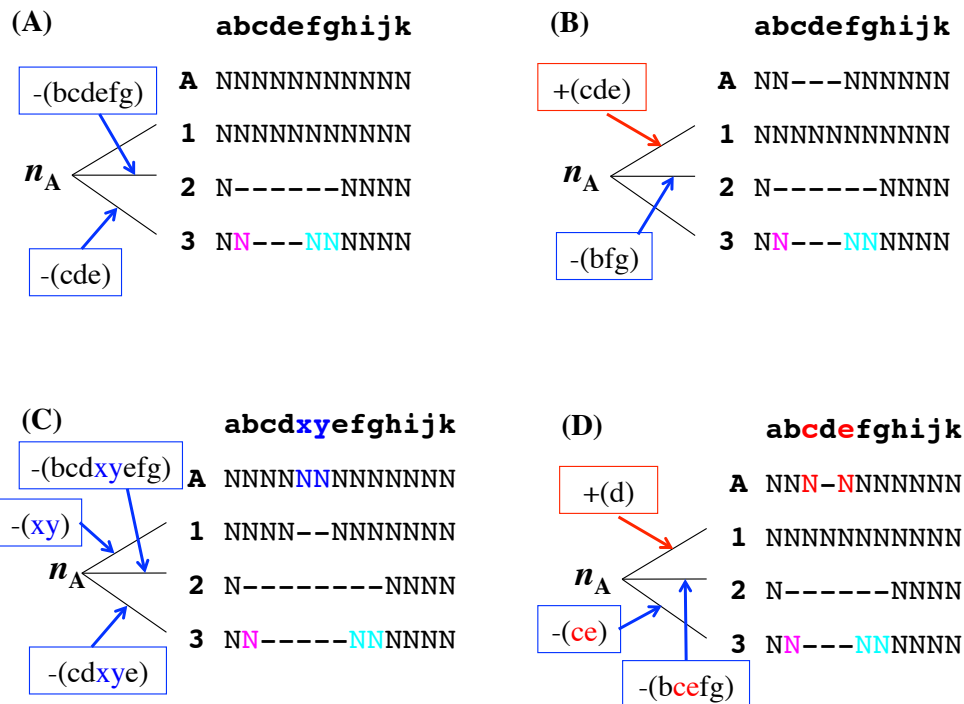 (A)
abcdefghijk
A NNNNNNNNNNN
-(bcdefg)
1 NNNNNNNNNNN
nA
2 N------NNNN
3 NN---NNNNNN
-(cde)
(B)
abcdefghijk
A NN---NNNNNN
+(cde)
1 NNNNNNNNNNN
nA
2 N------NNNN
3 NN---NNNNNN
-(bfg)
(C)
abcdxyefghijk
-(bcdxyefg)
A NNNNNNNNNNNNN
-(xy)
1 NNNN--NNNNNNN
nA
2 N--------NNNN
3 NN-----NNNNNN
-(cdxye)
(D)
abcdefghijk
A NNN-NNNNNNN
+(d)
1 NNNNNNNNNNN
nA
2 N------NNNN
-(ce)
3 NN---NNNNNN
-(bcefg)